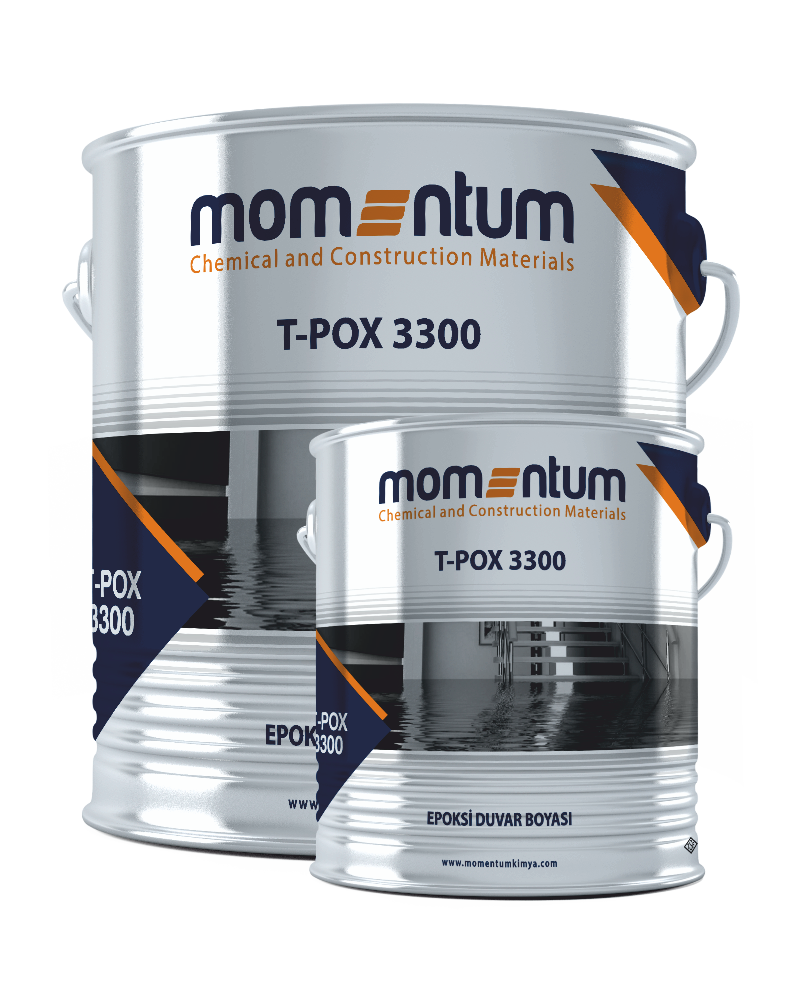 momentum
Chemical and Construction Materials
T-POX 3300
T-POX
3300
EPOK
www
momentum
Chemical and Construction Materials
T-POX 3300
T-POX
3300
EPOKSİ DUVAR BOYASI
www.momentumkimya.com